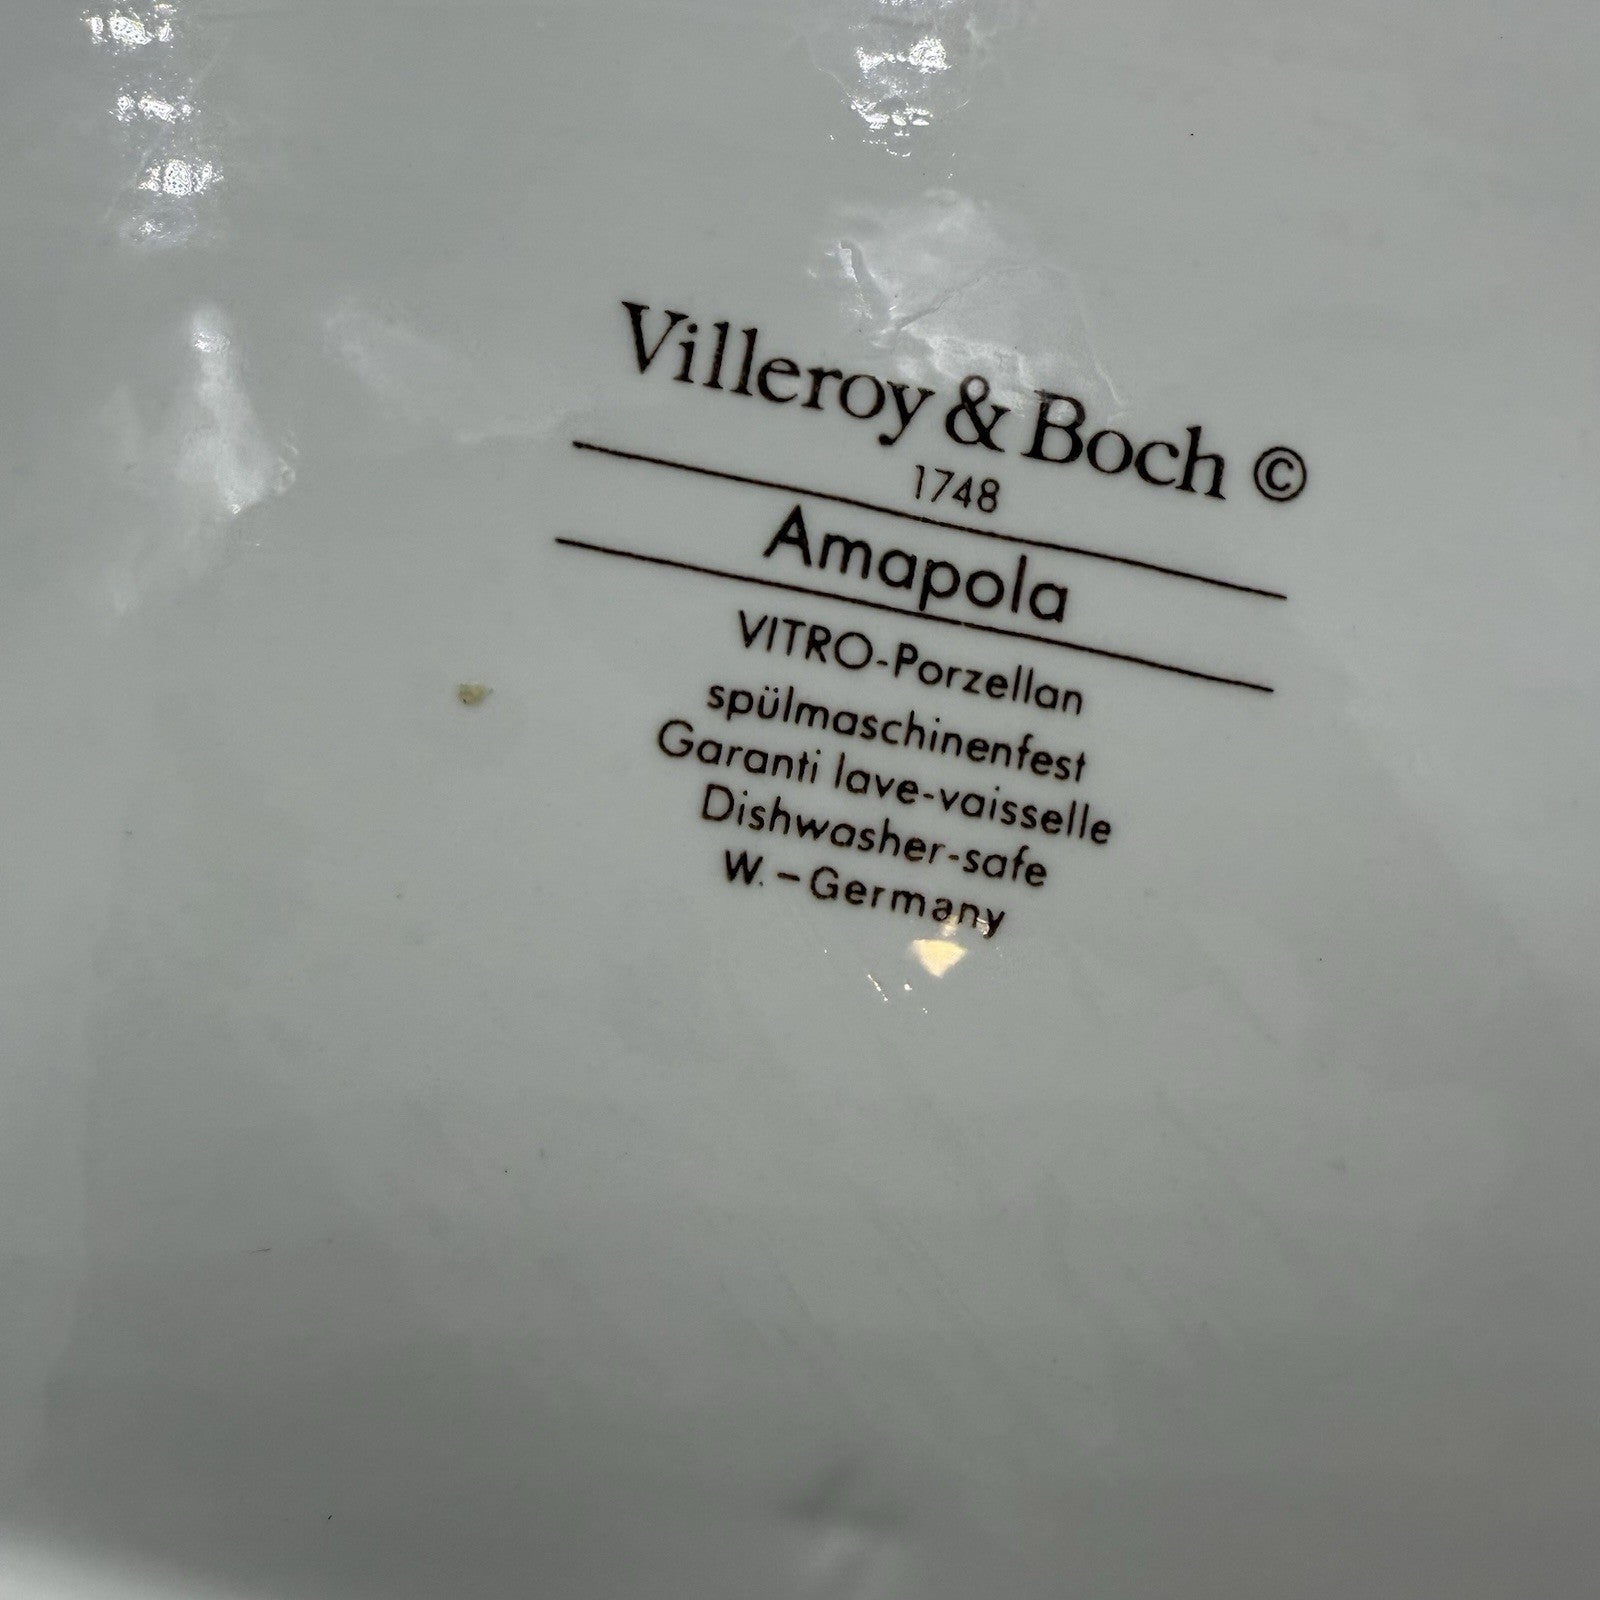 Villeroy & Boch ©
1748
Amapola
VITRO-Porzellan
spülmaschinenfest
Garanti lave-vaisselle
Dishwasher-safe
W. – Germany